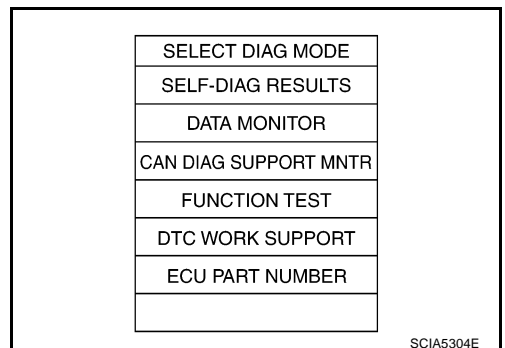 SELECT DIAG MODE
SELF-DIAG RESULTS
DATA MONITOR
CAN DIAG SUPPORT MNTR
FUNCTION TEST
DTC WORK SUPPORT
ECU PART NUMBER
SCIA5304E